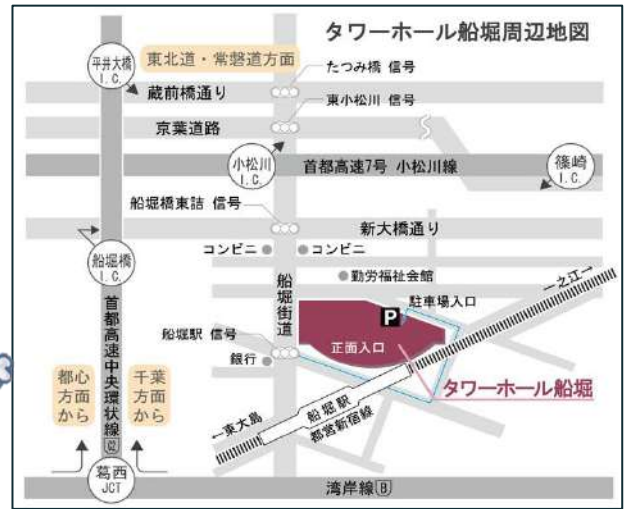 タワーホール船堀周辺地図
平井大橋
I.C.
東北道・常磐道方面
たつみ橋 信号
蔵前橋通り
東小松川 信号
京葉道路
小松川
I.C.
首都高速7号 小松川線
篠崎
I.C.
船堀橋東詰 信号
新大橋通り
コンビニ
コンビニ
船堀橋
I.C.
勤労福祉会館
船堀街道
一之江→
駐車場入口
P
首都高速中央環状線
C2
船堀駅 信号
正面入口
銀行
都心
方面
から
千葉
方面
から
タワーホール船堀
船堀駅
都営新宿線
←東大島
葛西
JCT
湾岸線B